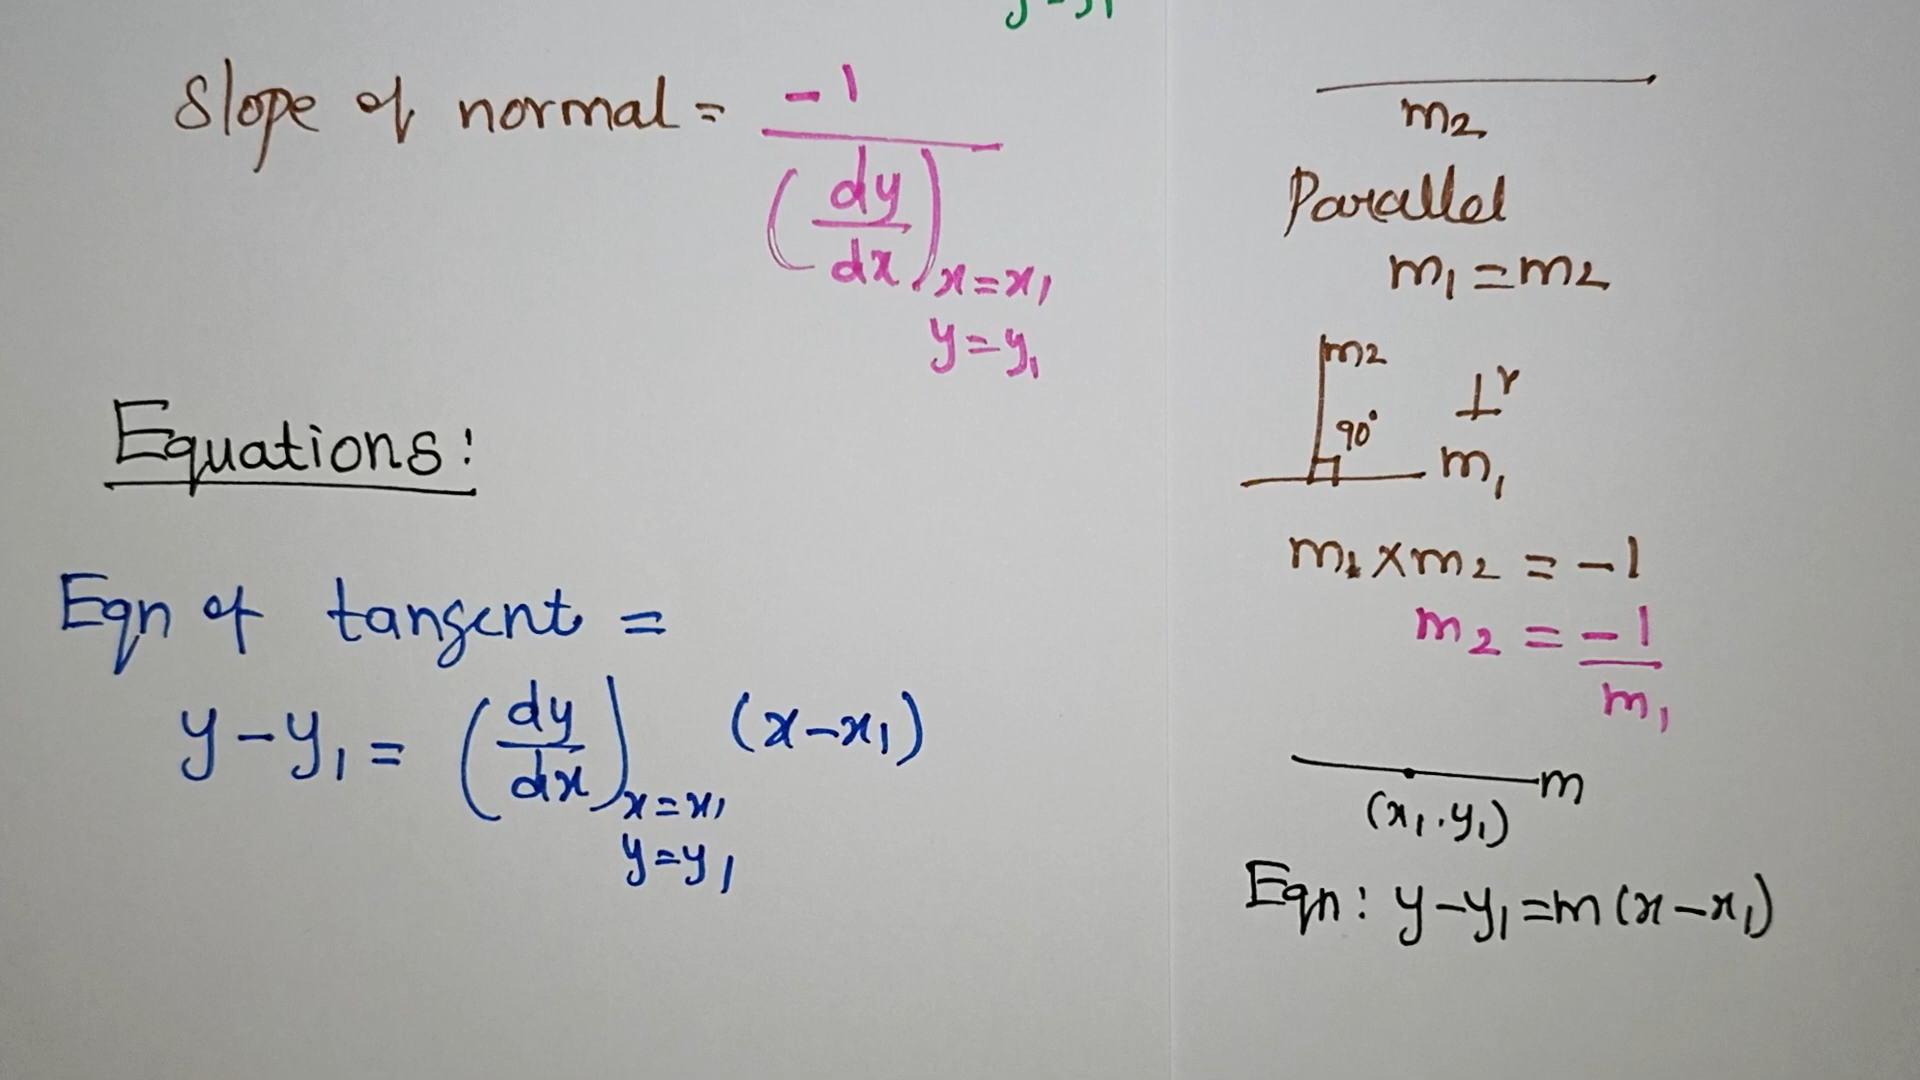 Slope of normal = -1
(dy/dx) x=x₁
y=y₁
Equations:
Eqn of tangent =
y-y₁ = (dy/dx) x=x₁ (x-x₁)
y=y₁
m₂
Parallel
m₁=m₂
m₂
90° ⊥r
m₁
m₁×m₂ = -1
m₂ = -1/m₁
m
(x₁,y₁)
Eqn: y-y₁=m(x-x₁)